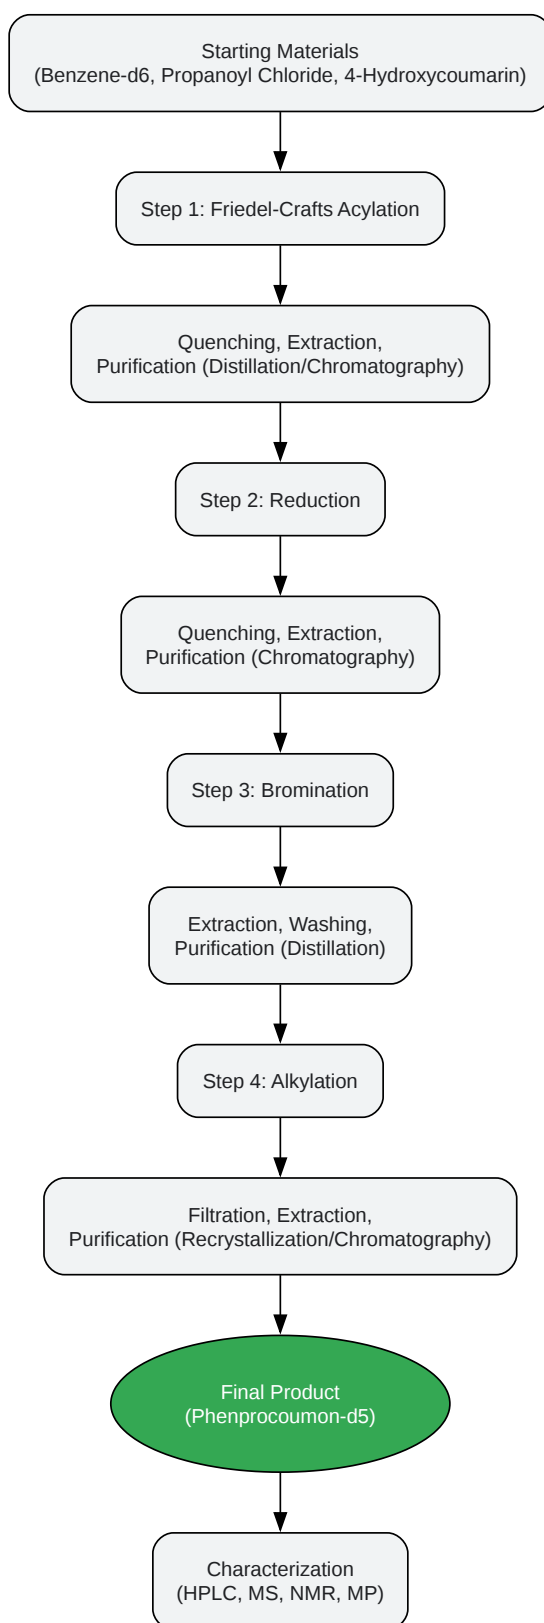 Starting Materials
(Benzene-d6, Propanoyl Chloride, 4-Hydroxycoumarin)
Step 1: Friedel-Crafts Acylation
Quenching, Extraction,
Purification (Distillation/Chromatography)
Step 2: Reduction
Quenching, Extraction,
Purification (Chromatography)
Step 3: Bromination
Extraction, Washing,
Purification (Distillation)
Step 4: Alkylation
Filtration, Extraction,
Purification (Recrystallization/Chromatography)
Final Product
(Phenprocoumon-d5)
Characterization
(HPLC, MS, NMR, MP)